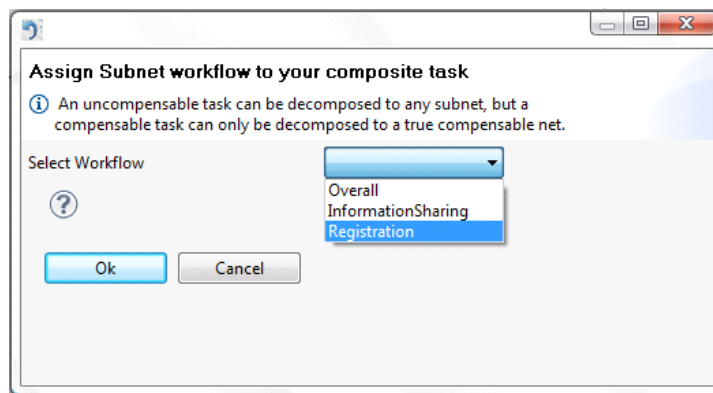 Assign Subnet workflow to your composite task
An uncompensable task can be decomposed to any subnet, but a
compensable task can only be decomposed to a true compensable net.
Select Workflow
Overall
InformationSharing
Registration
Ok
Cancel